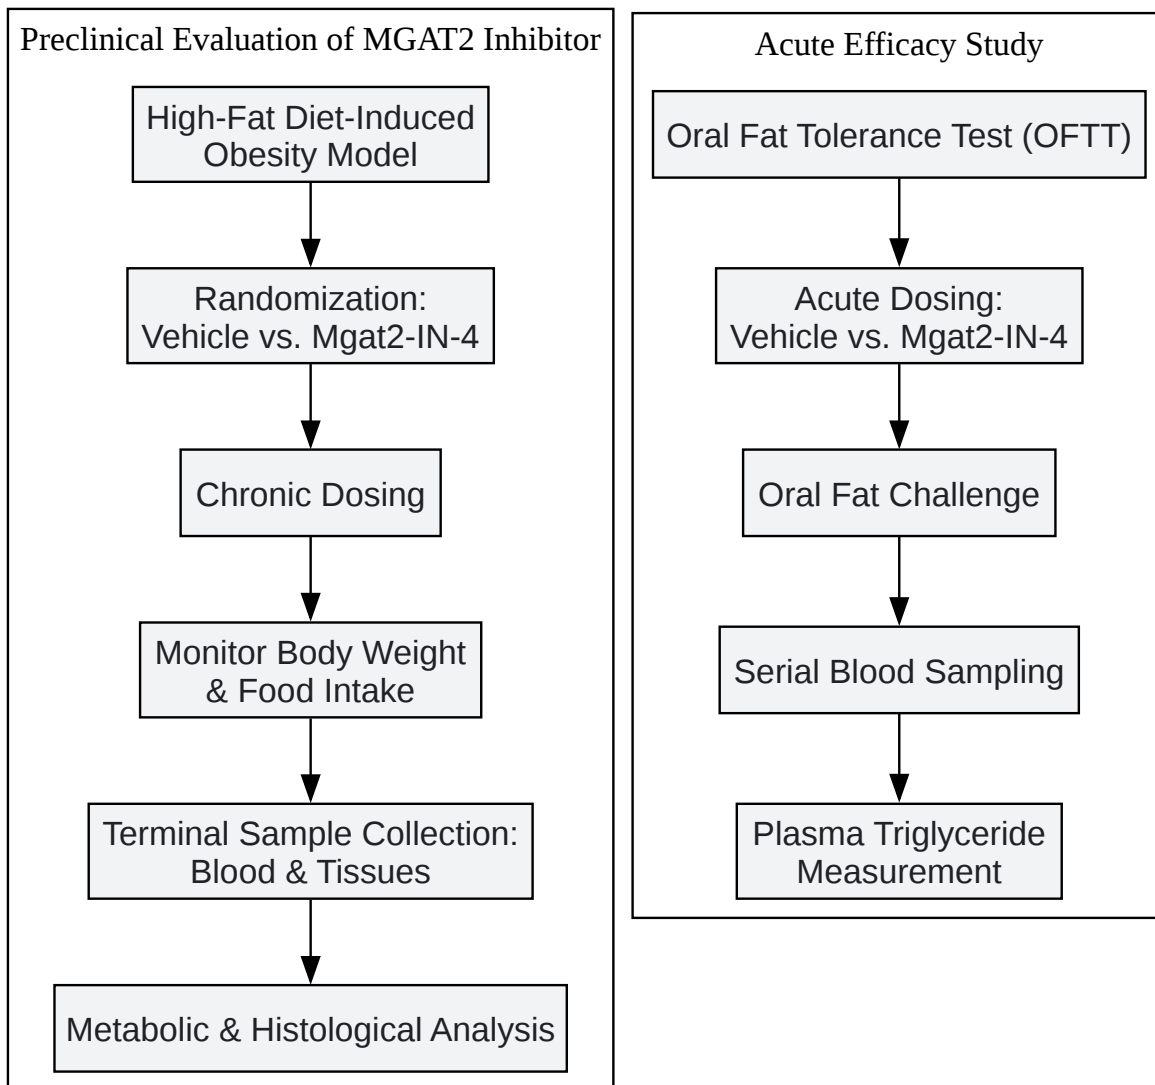 Preclinical Evaluation of MGAT2 Inhibitor
High-Fat Diet-Induced
Obesity Model
Randomization:
Vehicle vs. Mgat2-IN-4
Chronic Dosing
Monitor Body Weight
& Food Intake
Terminal Sample Collection:
Blood & Tissues
Metabolic & Histological Analysis
Acute Efficacy Study
Oral Fat Tolerance Test (OFTT)
Acute Dosing:
Vehicle vs. Mgat2-IN-4
Oral Fat Challenge
Serial Blood Sampling
Plasma Triglyceride
Measurement